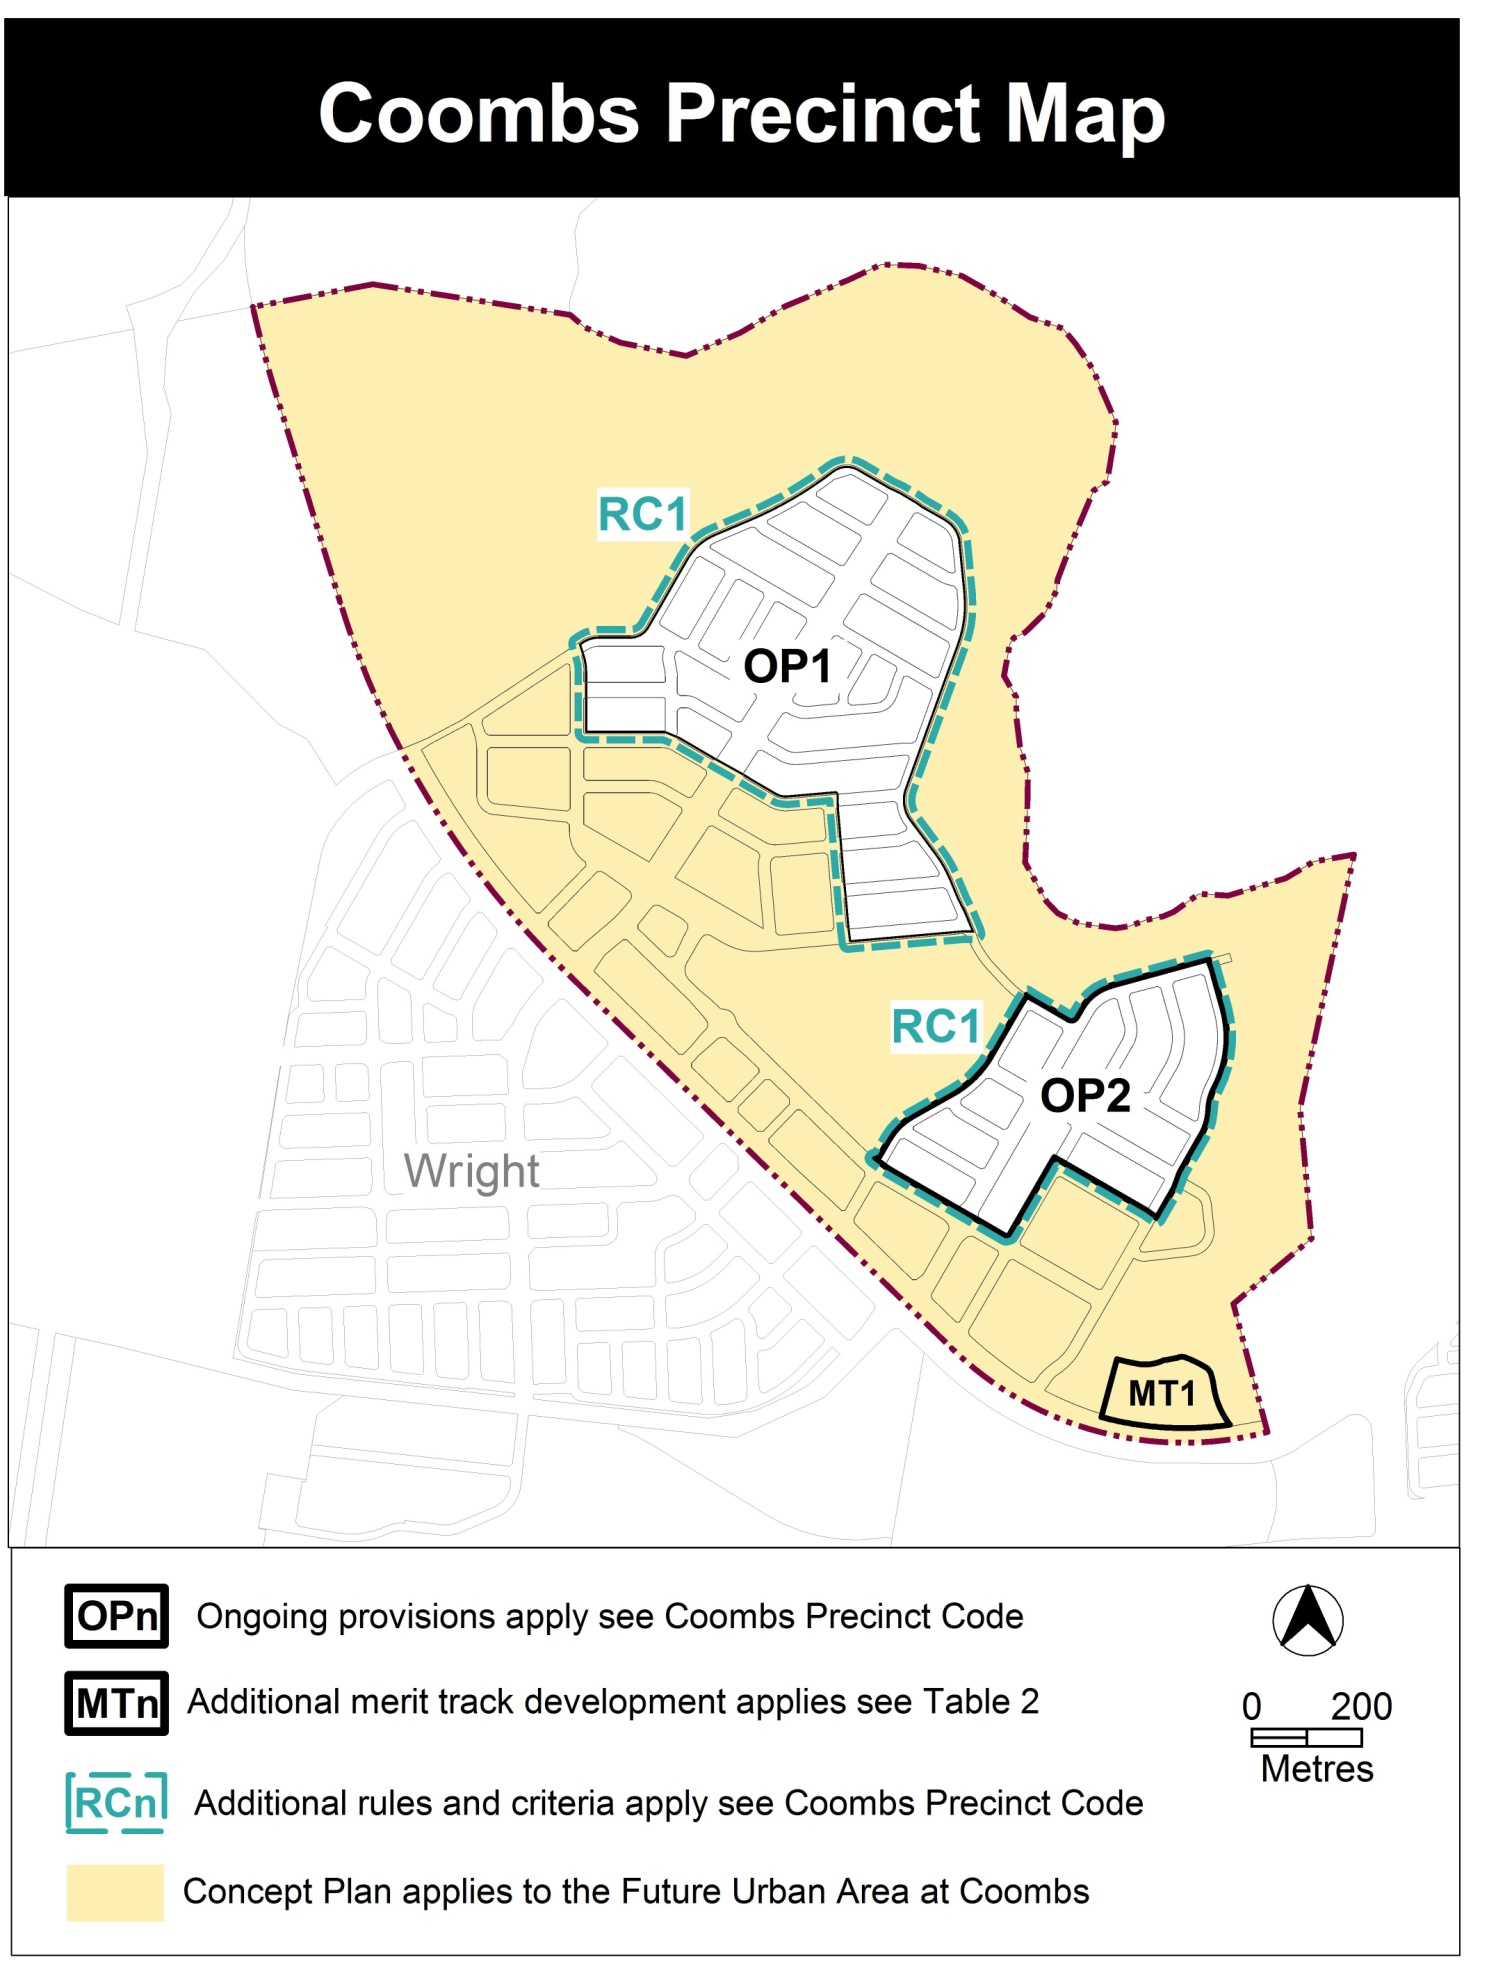 Coombs Precinct Map
RC1
OP1
RC1
OP2
Wright
MT1
OPn Ongoing provisions apply see Coombs Precinct Code
MTn Additional merit track development applies see Table 2
0 200
Metres
RCn Additional rules and criteria apply see Coombs Precinct Code
Concept Plan applies to the Future Urban Area at Coombs